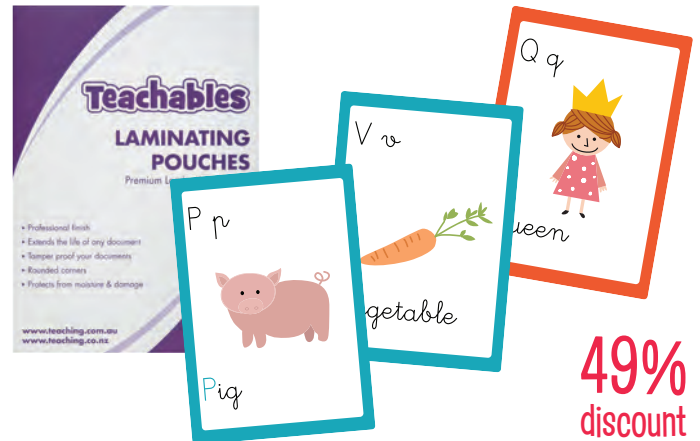 Teachables
LAMINATING
POUCHES
Premium
• Professional finish
• Extends the life of any document
• Tamper proof your documents
• Rounded corners
• Protects from moisture & damage
www.teaching.com.au
www.teaching.co.nz
P p
Pig
V v
getable
Q q
ueen
49%
discount